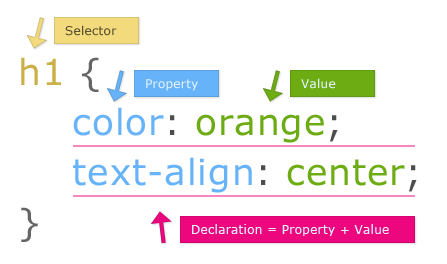 Selector
h1 {
Property
Value
color: orange;
text-align: center;
}
Declaration = Property + Value